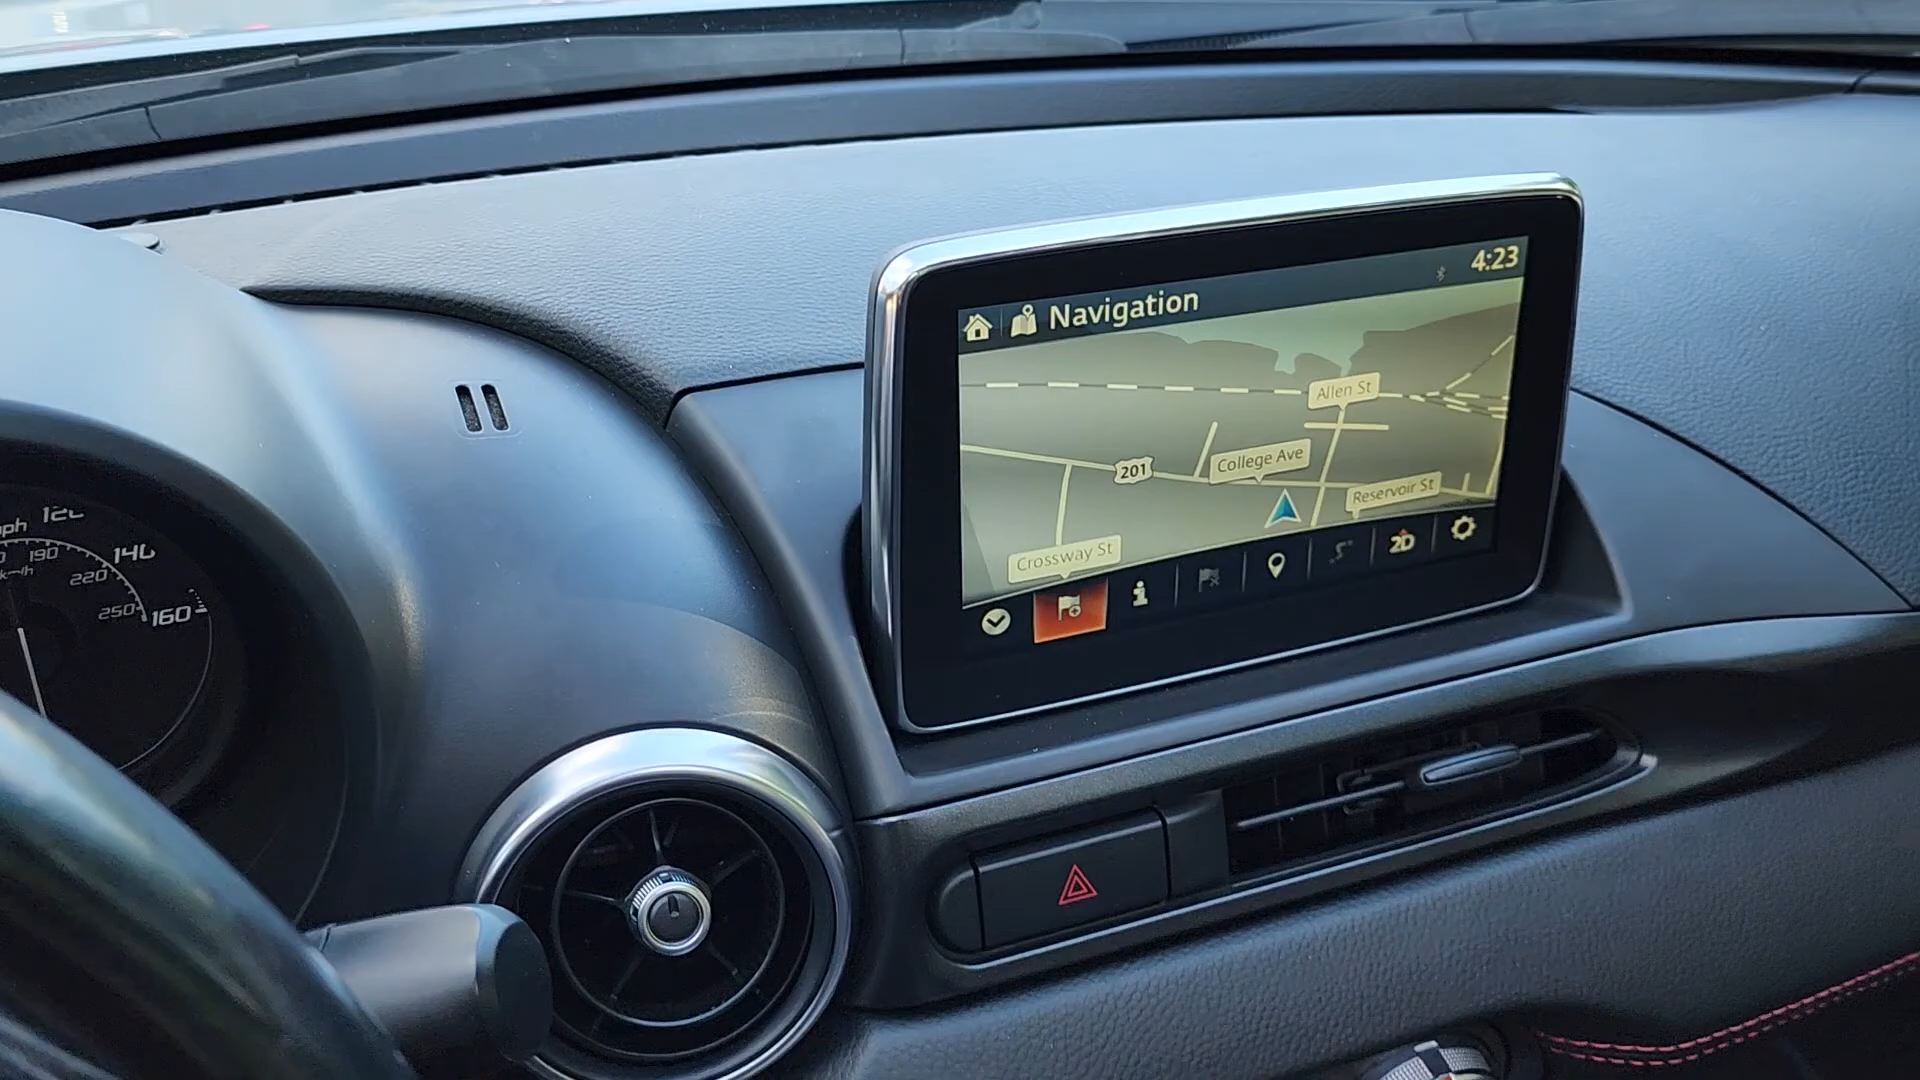 4:23
Navigation
Allen St
College Ave
201
Reservoir St
Crossway St
2D
mph
120
140
160
190
220
250
km/h